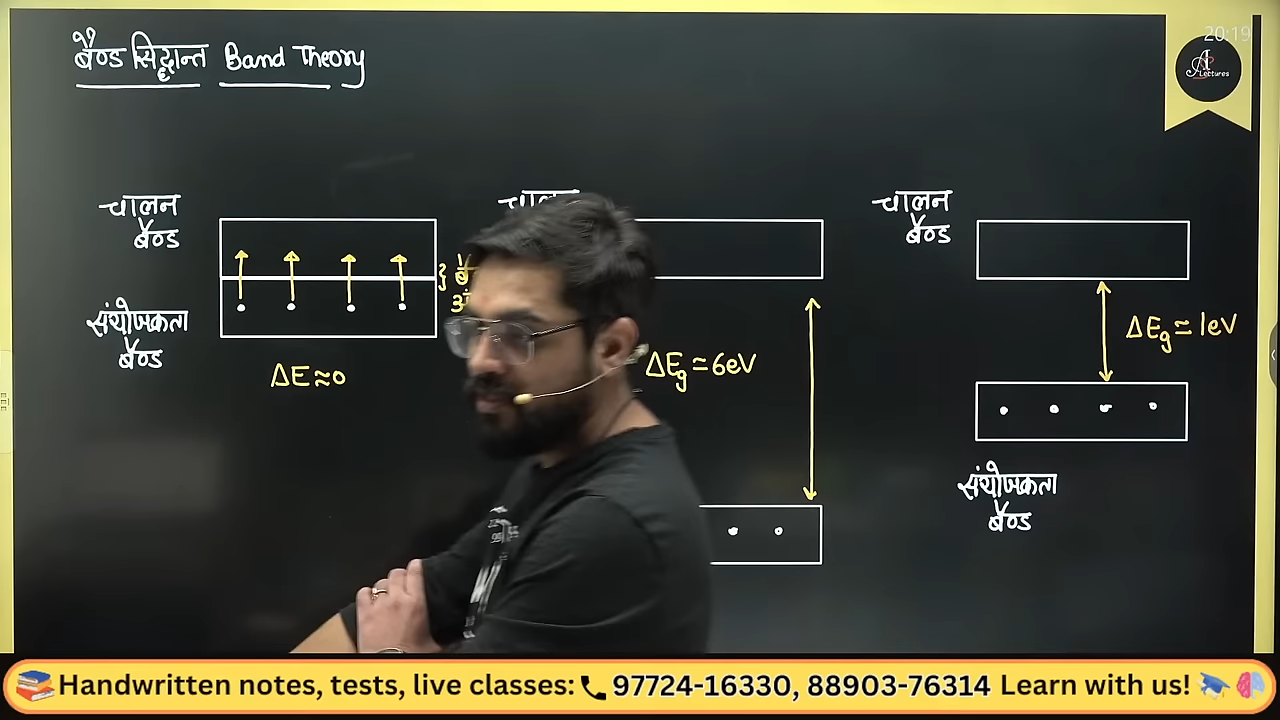 बैण्ड सिद्धान्त Band Theory
20:19
A
Lectures
चालन
बैण्ड
संयोजकता
बैण्ड
ΔE≈0
चालन
ΔEg≃6eV
चालन
बैण्ड
ΔEg≃1eV
संयोजकता
बैण्ड
Handwritten notes, tests, live classes: 97724-16330, 88903-76314 Learn with us!